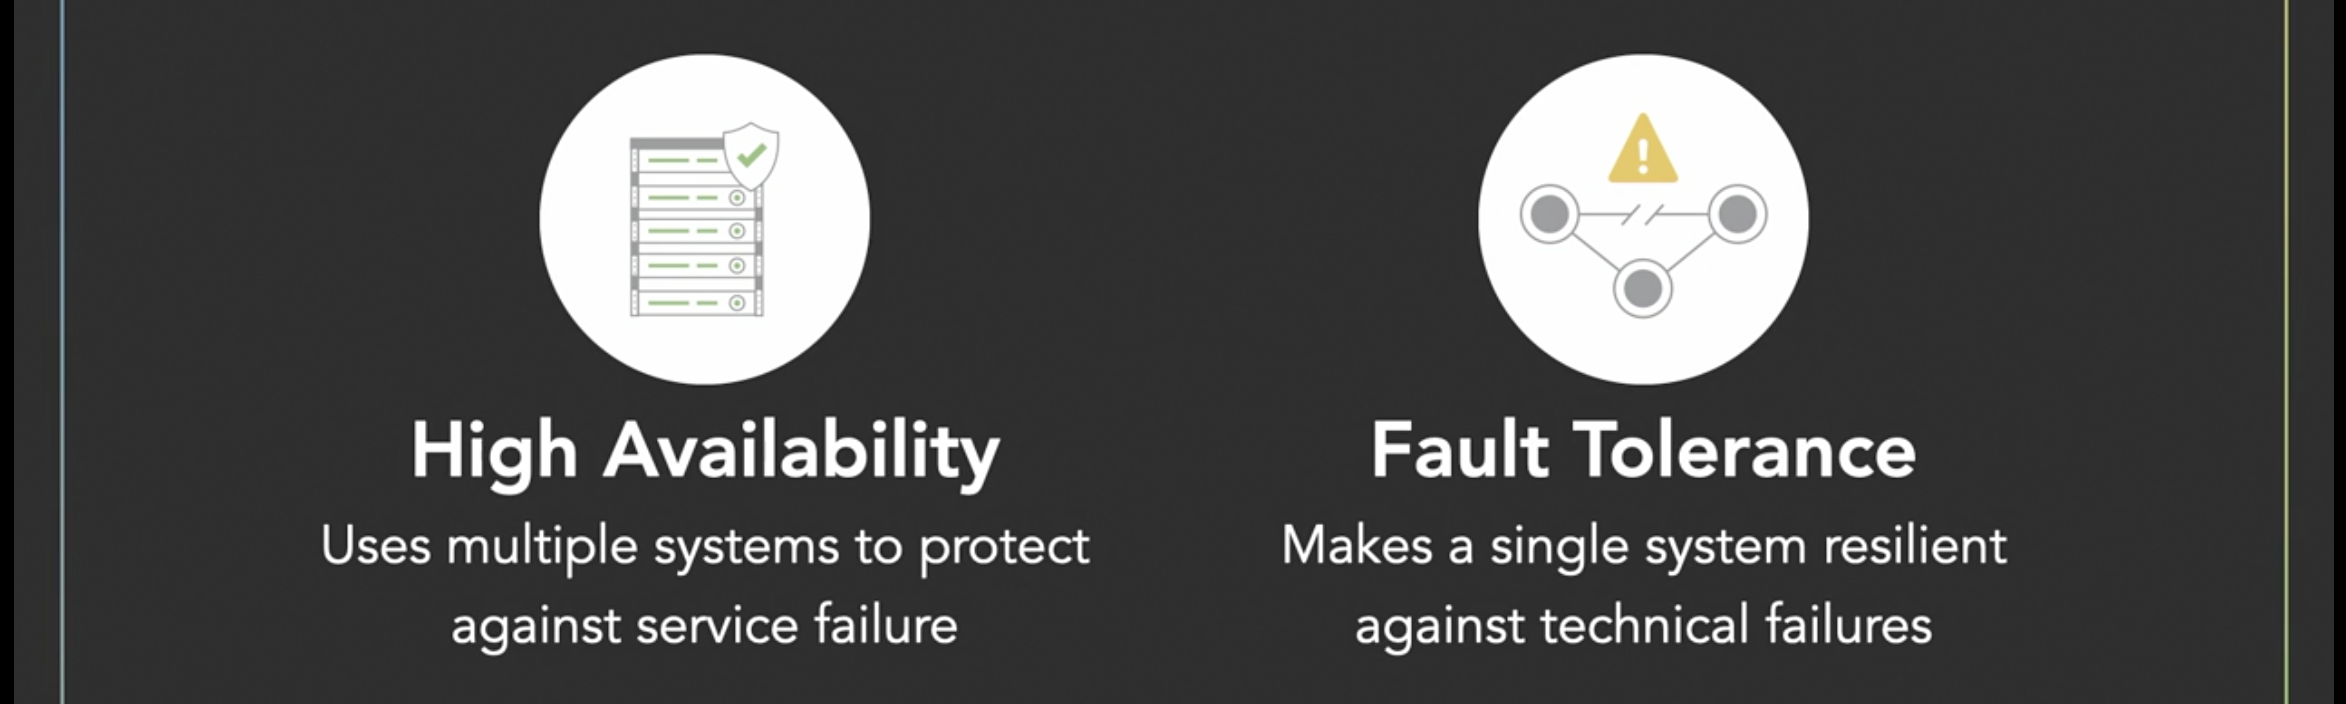 High Availability
Uses multiple systems to protect
against service failure
Fault Tolerance
Makes a single system resilient
against technical failures